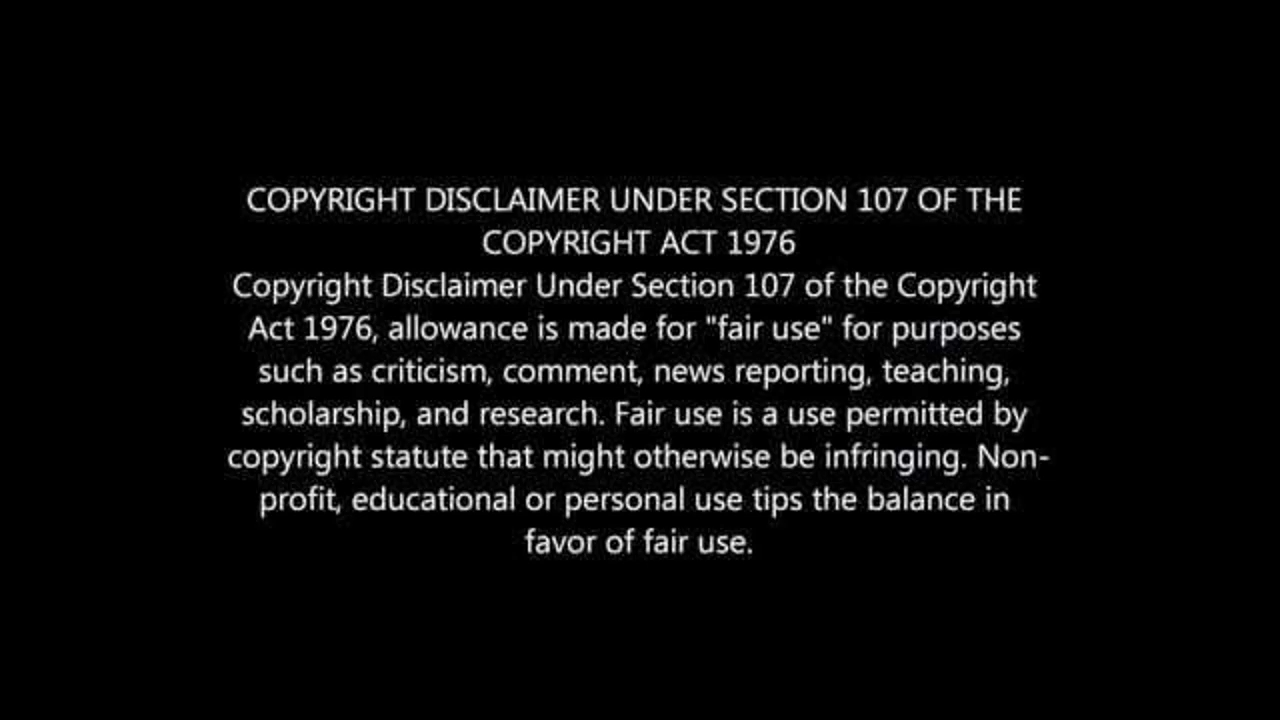 COPYRIGHT DISCLAIMER UNDER SECTION 107 OF THE
COPYRIGHT ACT 1976
Copyright Disclaimer Under Section 107 of the Copyright
Act 1976, allowance is made for "fair use" for purposes
such as criticism, comment, news reporting, teaching,
scholarship, and research. Fair use is a use permitted by
copyright statute that might otherwise be infringing. Non-
profit, educational or personal use tips the balance in
favor of fair use.